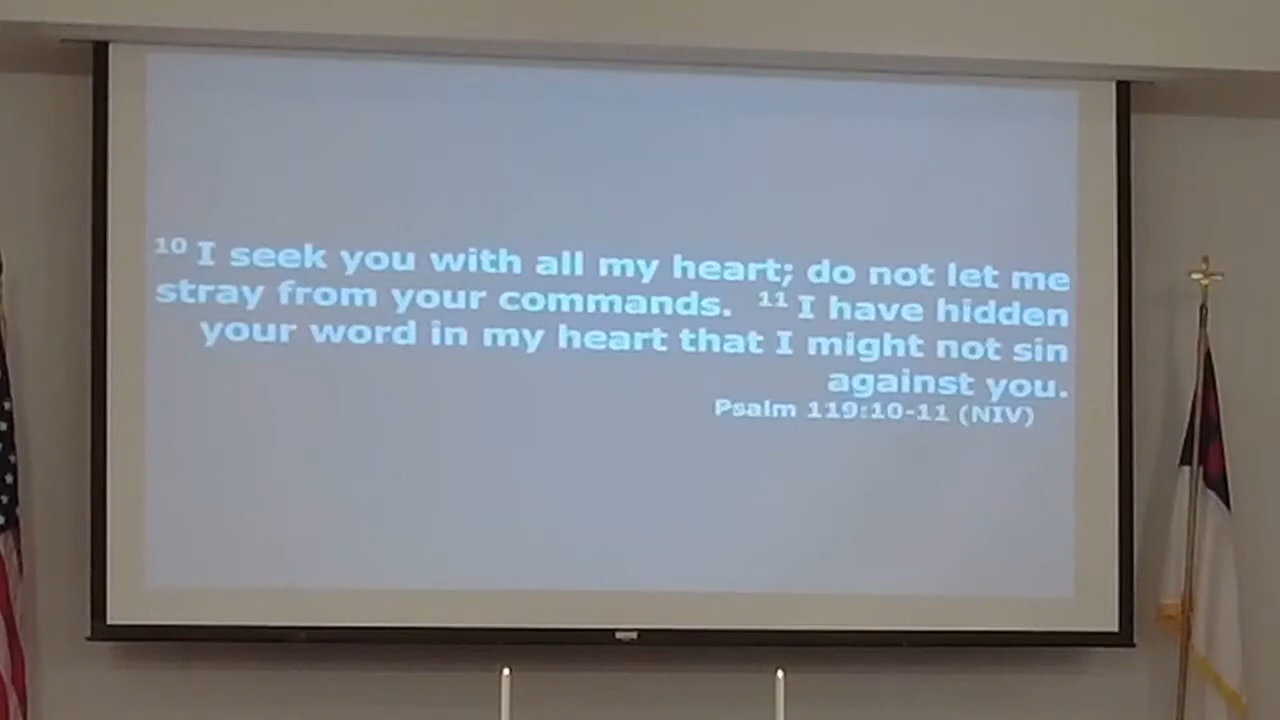 10 I seek you with all my heart; do not let me
stray from your commands. 11 I have hidden
your word in my heart that I might not sin
against you.
Psalm 119:10-11 (NIV)